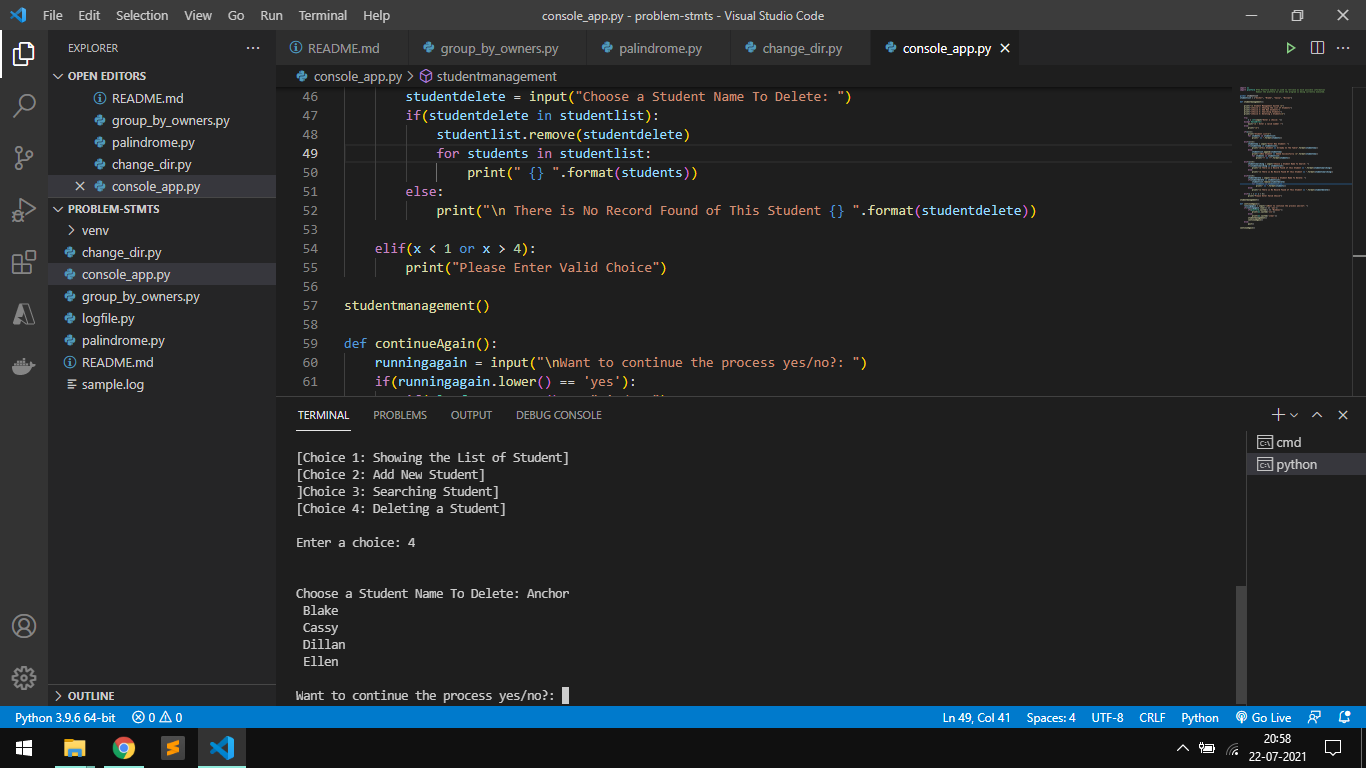 File Edit Selection View Go Run Terminal Help
console_app.py - problem-stmts - Visual Studio Code
EXPLORER
OPEN EDITORS
README.md
group_by_owners.py
palindrome.py
change_dir.py
console_app.py
PROBLEM-STMTS
venv
change_dir.py
console_app.py
group_by_owners.py
logfile.py
palindrome.py
README.md
sample.log
OUTLINE
README.md group_by_owners.py palindrome.py change_dir.py console_app.py
console_app.py > studentmanagement
46 studentdelete = input("Choose a Student Name To Delete: ")
47 if(studentdelete in studentlist):
48 studentlist.remove(studentdelete)
49 for students in studentlist:
50 print(" {} ".format(students))
51 else:
52 print("\n There is No Record Found of This Student {} ".format(studentdelete))
53
54 elif(x < 1 or x > 4):
55 print("Please Enter Valid Choice")
56
57 studentmanagement()
58
59 def continueAgain():
60 runningagain = input("\nWant to continue the process yes/no?: ")
61 if(runningagain.lower() == 'yes'):
TERMINAL PROBLEMS OUTPUT DEBUG CONSOLE
[Choice 1: Showing the List of Student]
[Choice 2: Add New Student]
]Choice 3: Searching Student]
[Choice 4: Deleting a Student]
Enter a choice: 4
Choose a Student Name To Delete: Anchor
Blake
Cassy
Dillan
Ellen
Want to continue the process yes/no?:
cmd
python
Python 3.9.6 64-bit 0 0 Ln 49, Col 41 Spaces: 4 UTF-8 CRLF Python Go Live
20:58
22-07-2021